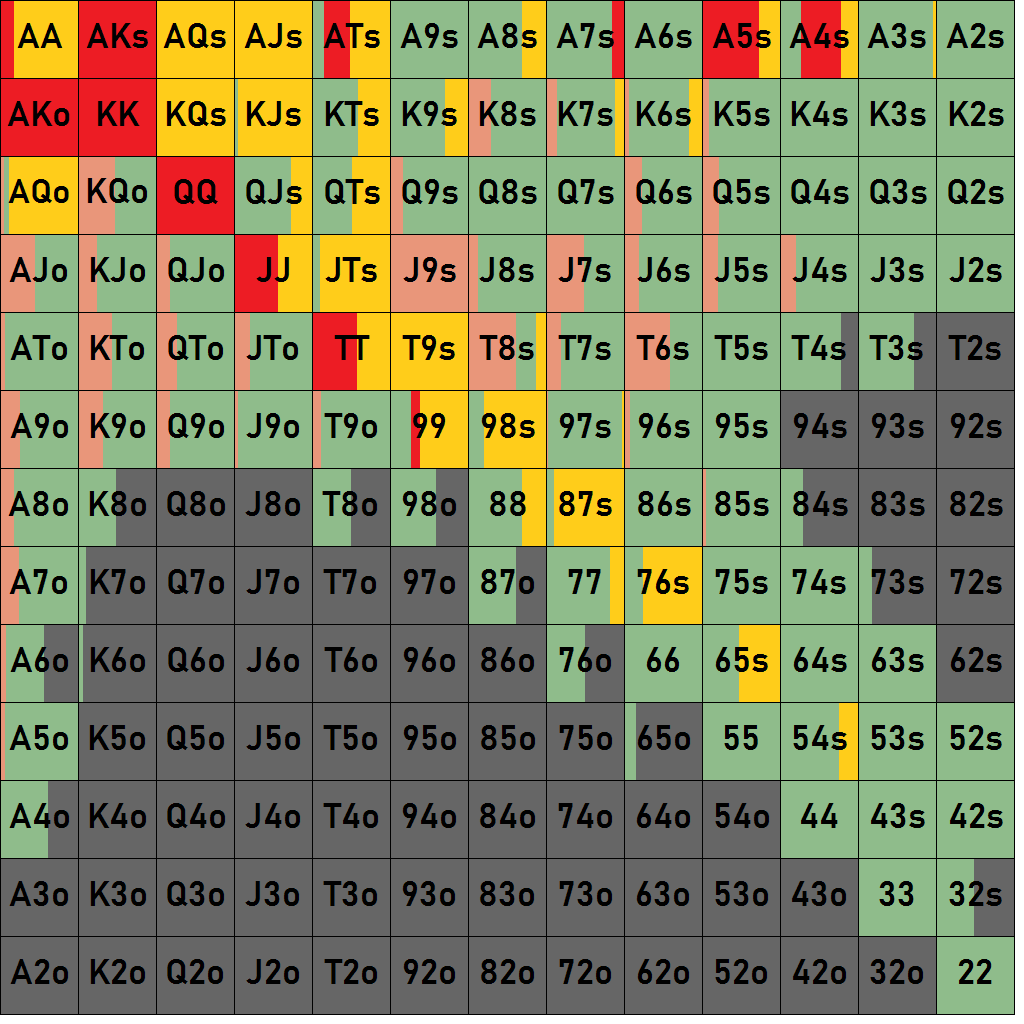 AA AKs AQs AJs ATs A9s A8s A7s A6s A5s A4s A3s A2s
AKo KK KQs KJs KTs K9s K8s K7s K6s K5s K4s K3s K2s
AQo KQo QQ QJs QTs Q9s Q8s Q7s Q6s Q5s Q4s Q3s Q2s
AJo KJo QJo JJ JTs J9s J8s J7s J6s J5s J4s J3s J2s
ATo KTo QTo JTo TT T9s T8s T7s T6s T5s T4s T3s T2s
A9o K9o Q9o J9o T9o 99 98s 97s 96s 95s 94s 93s 92s
A8o K8o Q8o J8o T8o 98o 88 87s 86s 85s 84s 83s 82s
A7o K7o Q7o J7o T7o 97o 87o 77 76s 75s 74s 73s 72s
A6o K6o Q6o J6o T6o 96o 86o 76o 66 65s 64s 63s 62s
A5o K5o Q5o J5o T5o 95o 85o 75o 65o 55 54s 53s 52s
A4o K4o Q4o J4o T4o 94o 84o 74o 64o 54o 44 43s 42s
A3o K3o Q3o J3o T3o 93o 83o 73o 63o 53o 43o 33 32s
A2o K2o Q2o J2o T2o 92o 82o 72o 62o 52o 42o 32o 22